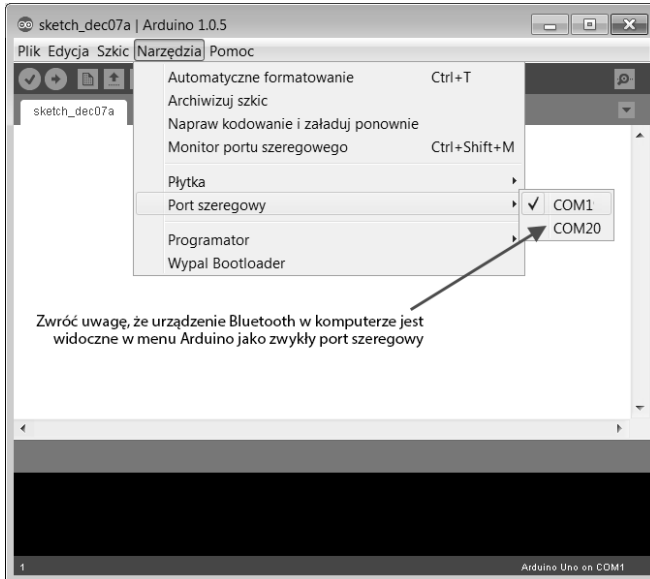 sketch_dec07a | Arduino 1.0.5
Plik Edycja Szkic Narzędzia Pomoc
Automatyczne formatowanie Ctrl+T
Archiwizuj szkic
sketch_dec07a
Napraw kodowanie i załaduj ponownie
Monitor portu szeregowego Ctrl+Shift+M
Płytka
Port szeregowy
COM1
COM20
Programator
Wypal Bootloader
Zwróć uwagę, że urządzenie Bluetooth w komputerze jest
widoczne w menu Arduino jako zwykły port szeregowy
1
Arduino Uno on COM1